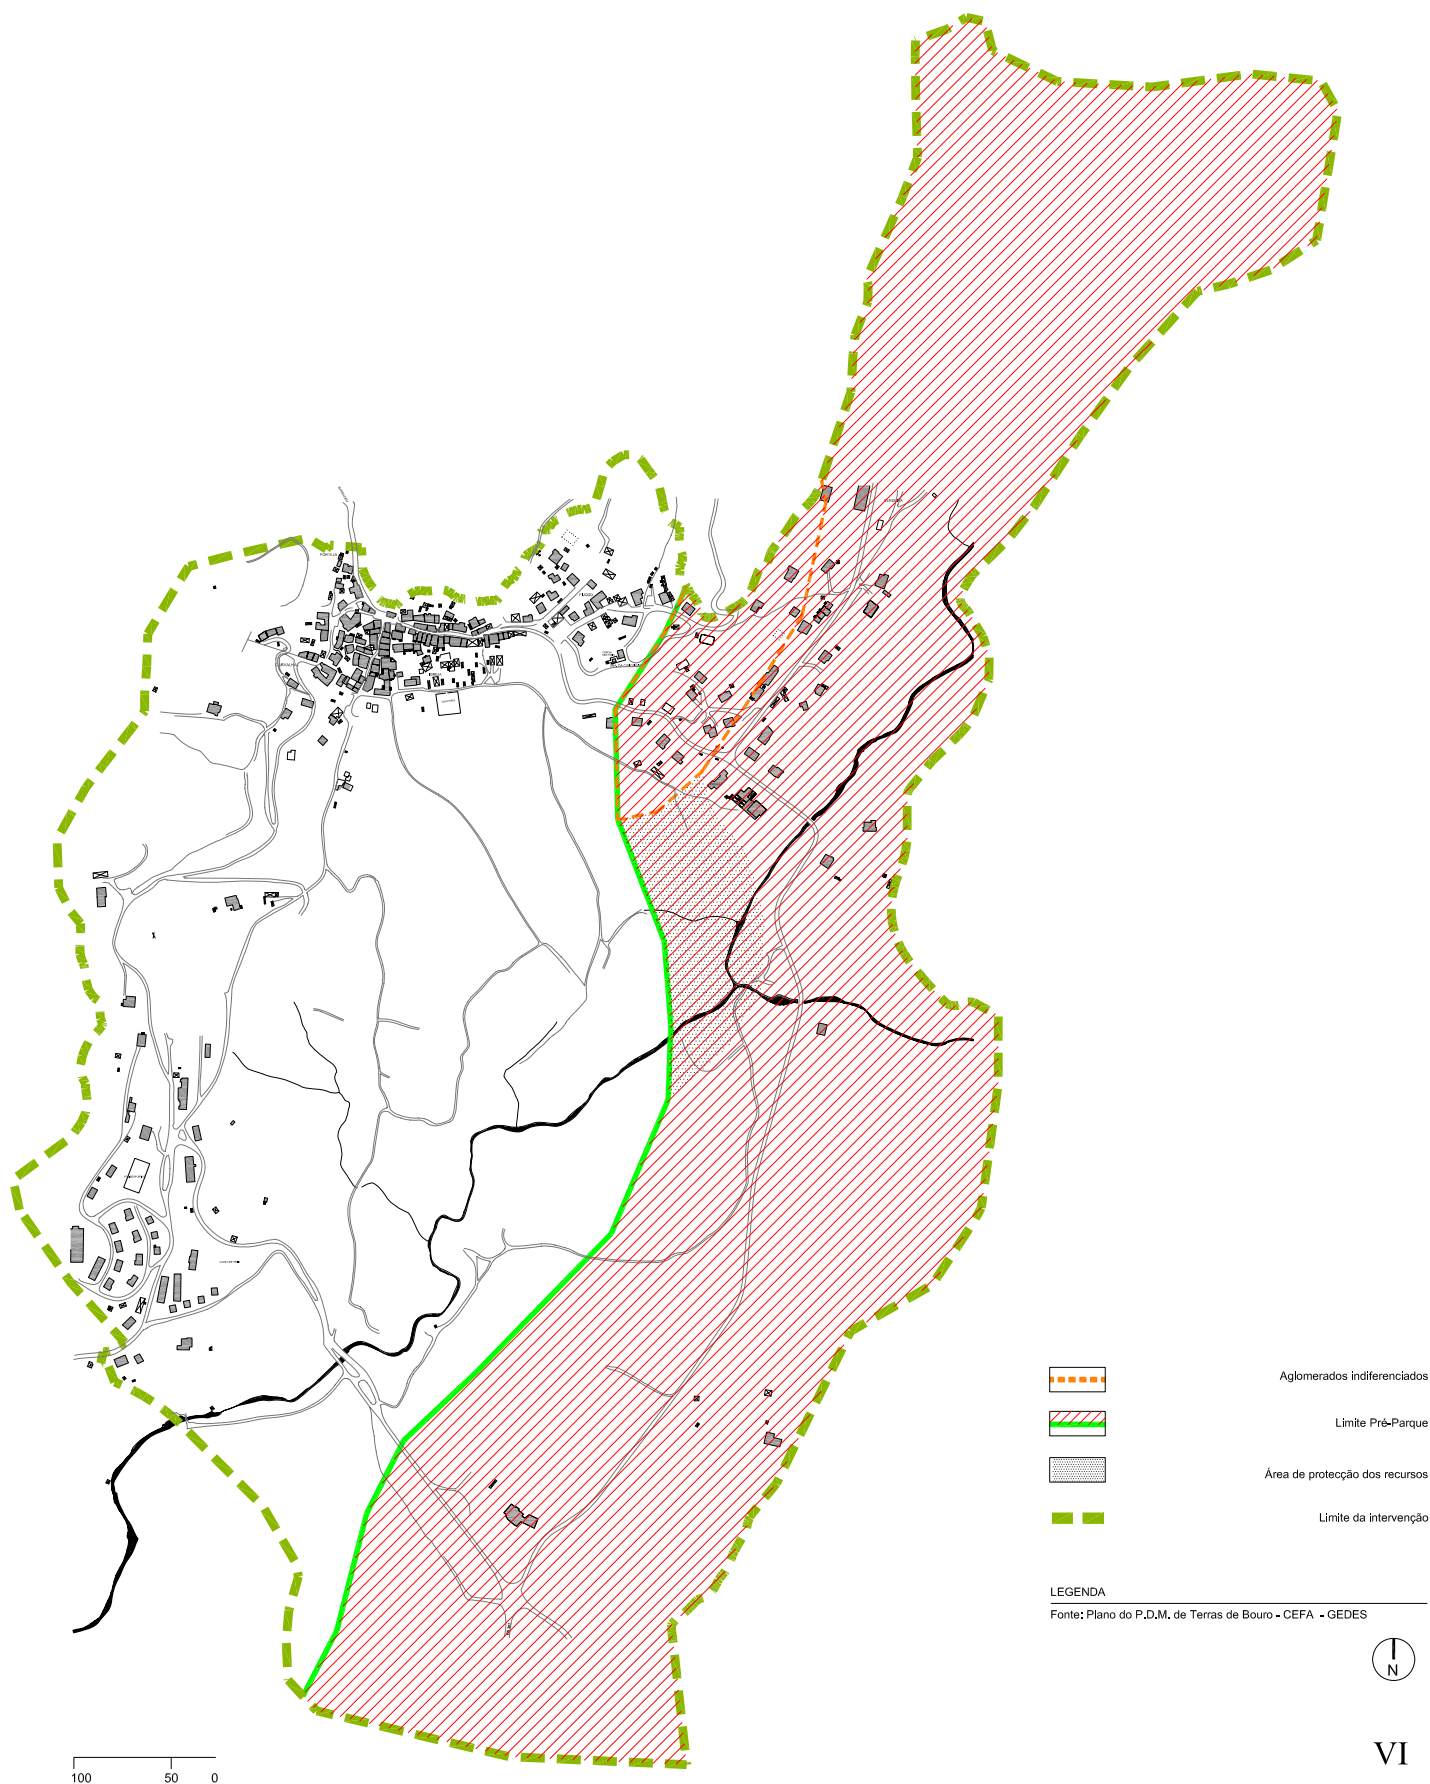 Aglomerados indiferenciados
Limite Pré-Parque
Área de protecção dos recursos
Limite da intervenção
LEGENDA
Fonte: Plano do P.D.M. de Terras de Bouro - CEFA - GEDES
N
VI
100 50 0